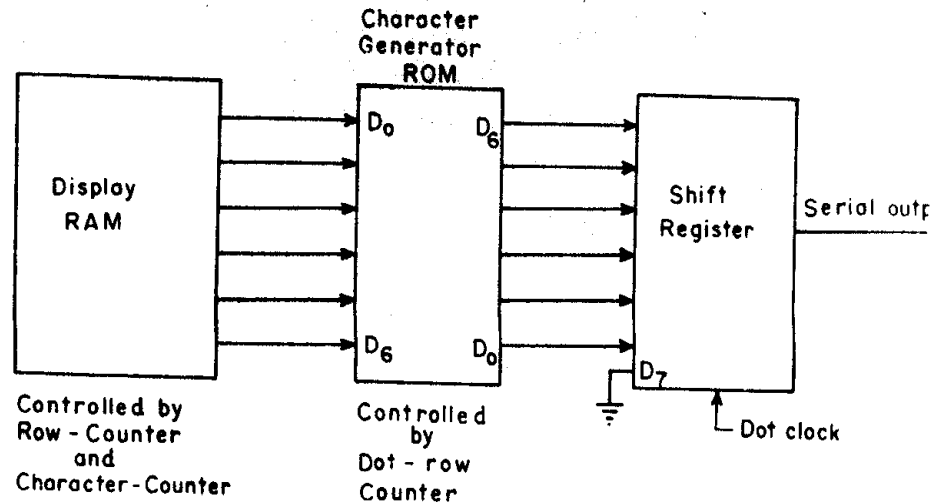 Character
Generator
ROM
Display
RAM
D₀
D₆
D₆
D₀
Shift
Register
D₇
Serial outp
Dot clock
Controlled by
Row - Counter
and
Character-Counter
Controlled
by
Dot - row
Counter